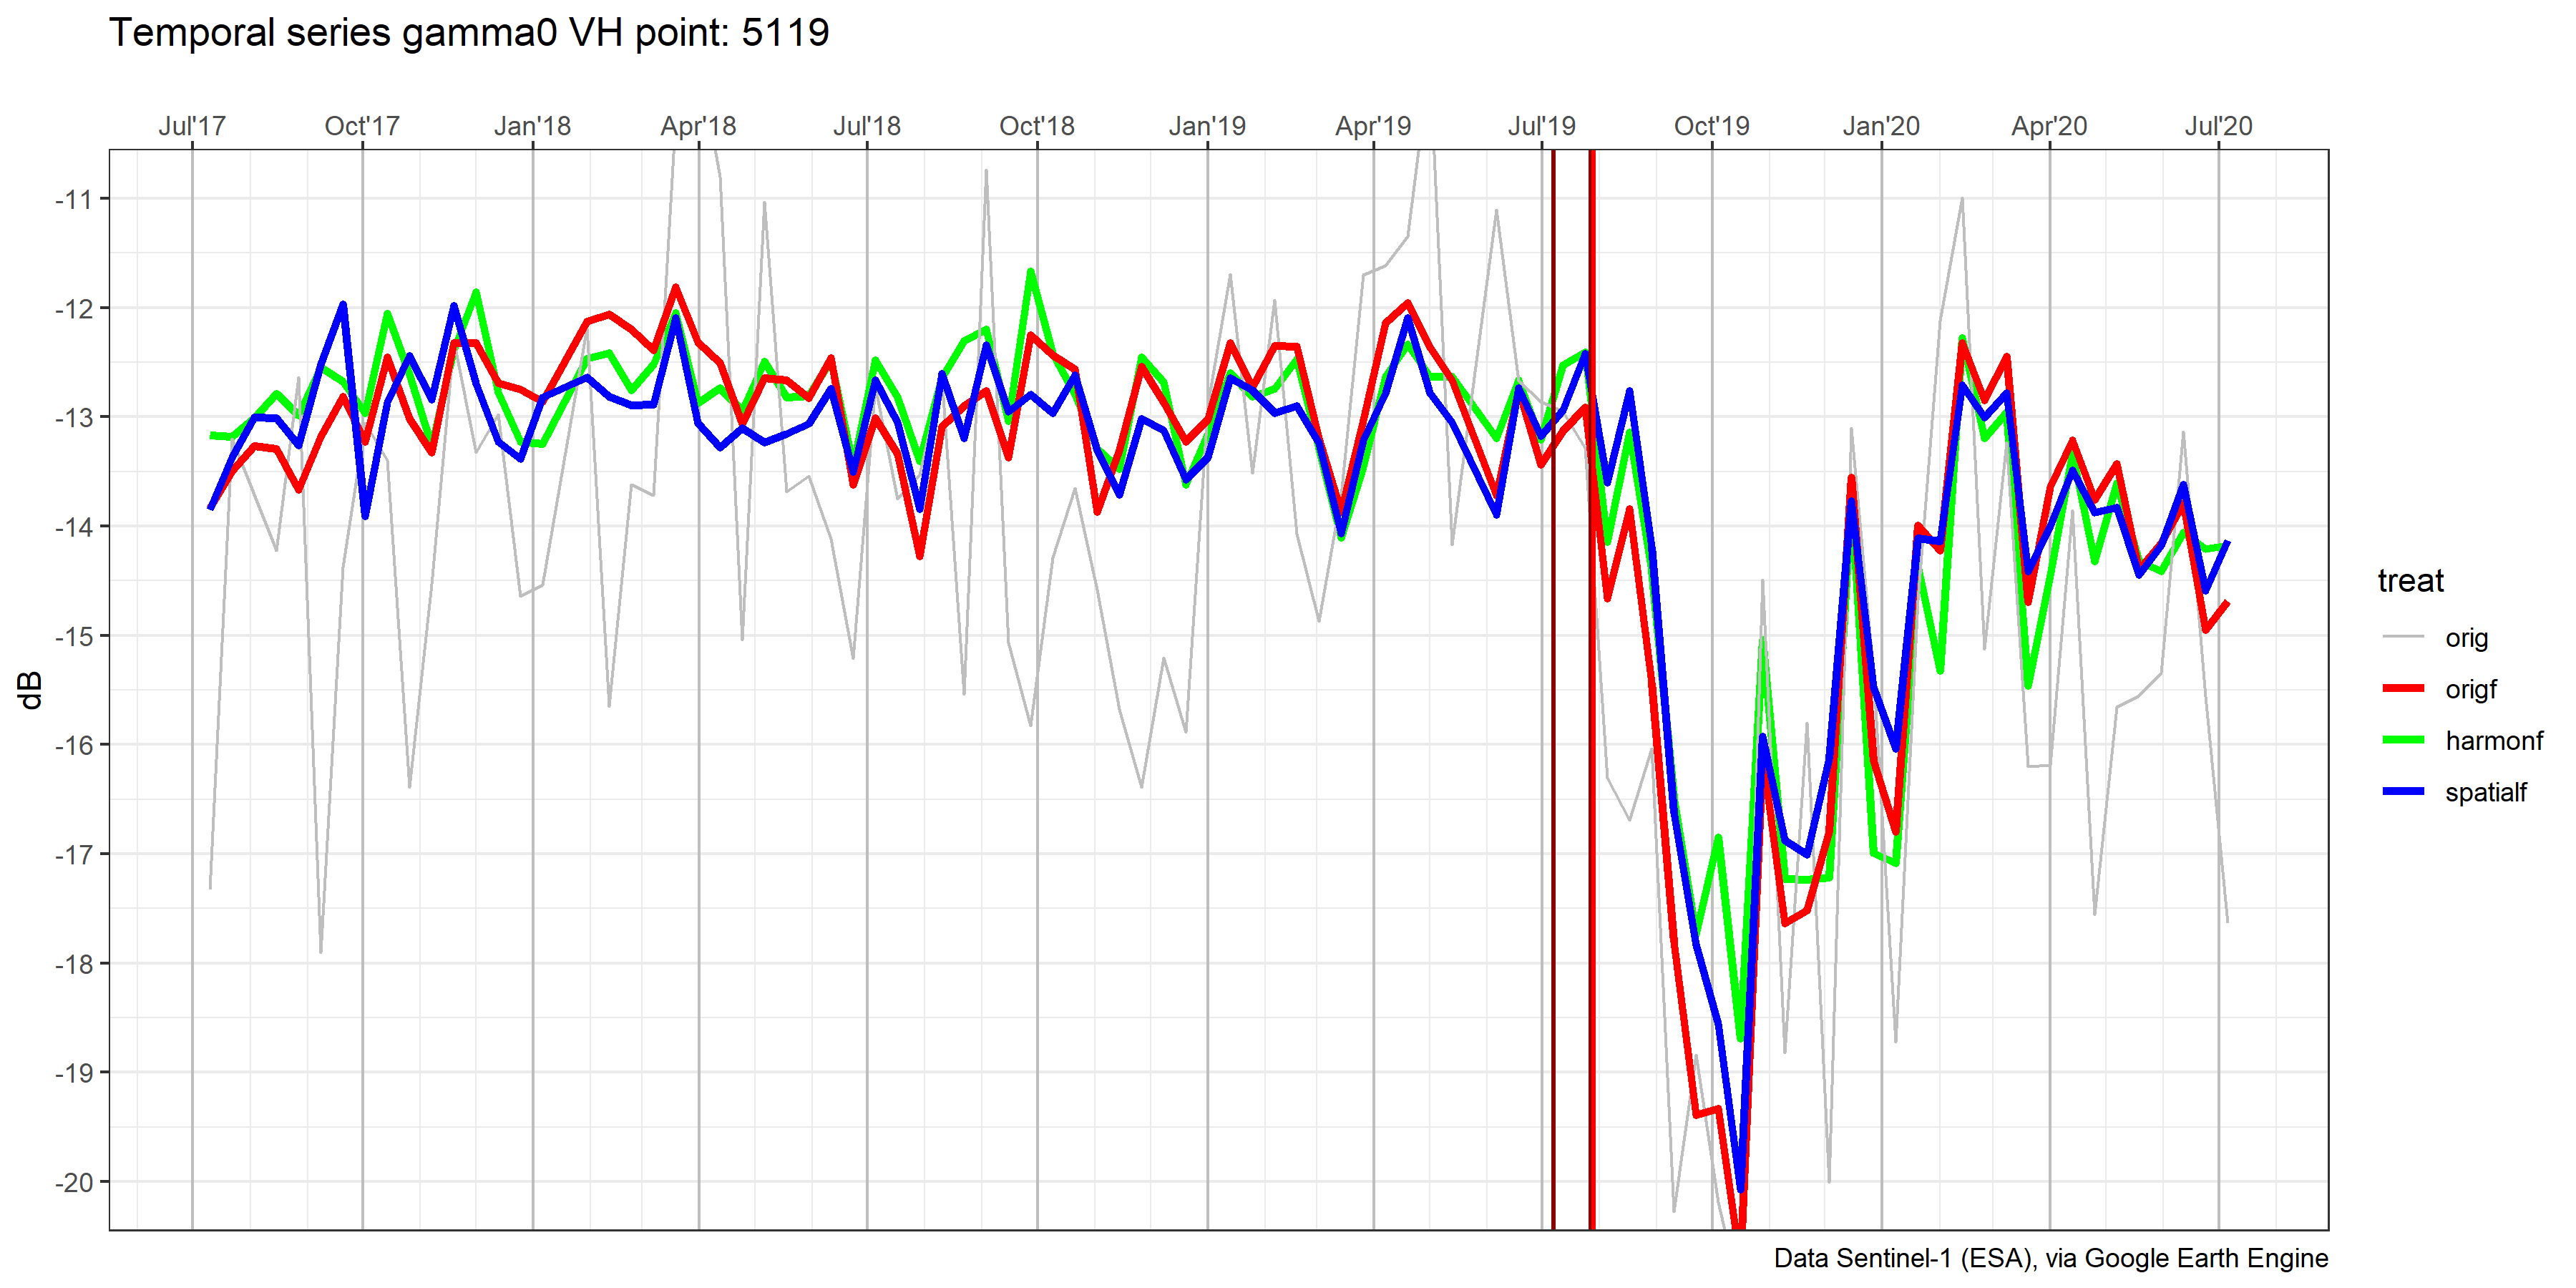 Temporal series gamma0 VH point: 5119
Jul'17 Oct'17 Jan'18 Apr'18 Jul'18 Oct'18 Jan'19 Apr'19 Jul'19 Oct'19 Jan'20 Apr'20 Jul'20
-11
-12
-13
-14
-15
-16
-17
-18
-19
-20
dB
treat
orig
origf
harmonf
spatialf
Data Sentinel-1 (ESA), via Google Earth Engine